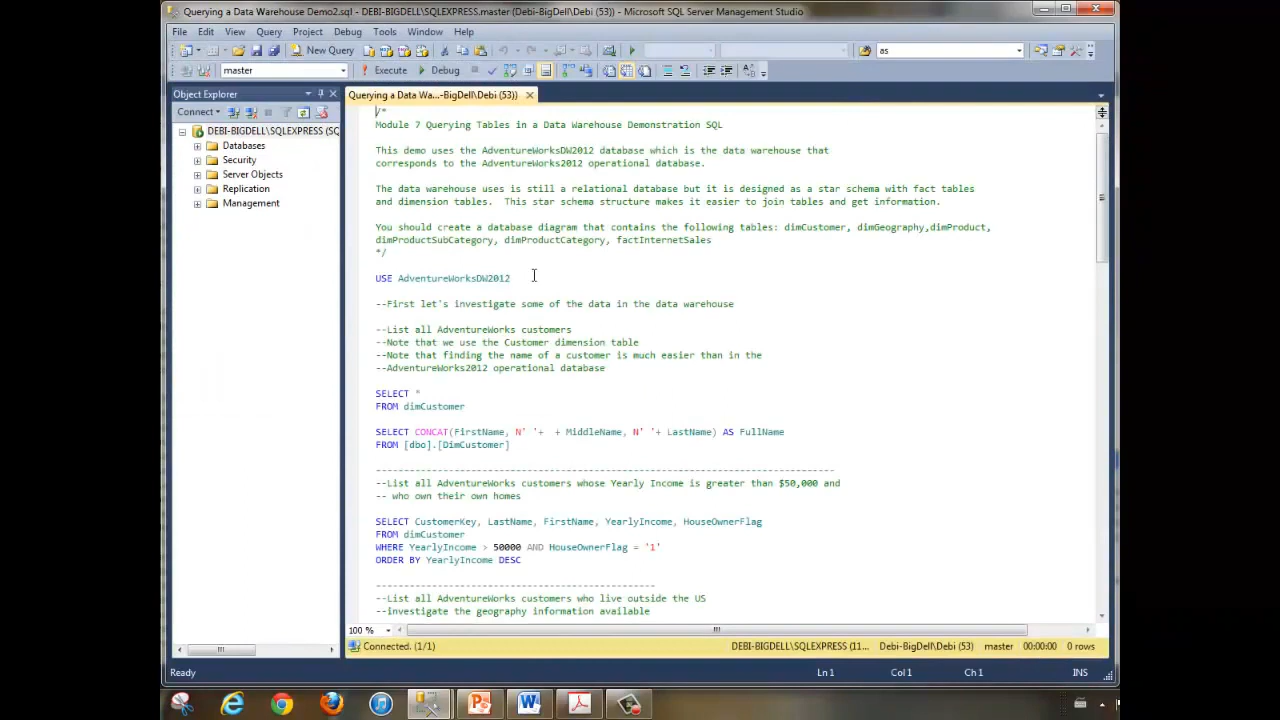 Querying a Data Warehouse Demo2.sql - DEBI-BIGDELL\SQLEXPRESS.master (Debi-BigDell\Debi (53)) - Microsoft SQL Server Management Studio
File Edit View Query Project Debug Tools Window Help
New Query as
master Execute Debug
Object Explorer
Querying a Data Wa...-BigDell\Debi (53))
Connect
DEBI-BIGDELL\SQLEXPRESS (SQ
Databases
Security
Server Objects
Replication
Management
/*
Module 7 Querying Tables in a Data Warehouse Demonstration SQL
This demo uses the AdventureWorksDW2012 database which is the data warehouse that
corresponds to the AdventureWorks2012 operational database.
The data warehouse uses is still a relational database but it is designed as a star schema with fact tables
and dimension tables.  This star schema structure makes it easier to join tables and get information.
You should create a database diagram that contains the following tables: dimCustomer, dimGeography,dimProduct,
dimProductSubCategory, dimProductCategory, factInternetSales
*/
USE AdventureWorksDW2012
--First let's investigate some of the data in the data warehouse
--List all AdventureWorks customers
--Note that we use the Customer dimension table
--Note that finding the name of a customer is much easier than in the
--AdventureWorks2012 operational database
SELECT *
FROM dimCustomer
SELECT CONCAT(FirstName, N' '+  + MiddleName, N' '+ LastName) AS FullName
FROM [dbo].[DimCustomer]
----------------------------------------------------------------------------------
--List all AdventureWorks customers whose Yearly Income is greater than $50,000 and
-- who own their own homes
SELECT CustomerKey, LastName, FirstName, YearlyIncome, HouseOwnerFlag
FROM dimCustomer
WHERE YearlyIncome > 50000 AND HouseOwnerFlag = '1'
ORDER BY YearlyIncome DESC
--------------------------------------------------
--List all AdventureWorks customers who live outside the US
--investigate the geography information available
100 %
Connected. (1/1) DEBI-BIGDELL\SQLEXPRESS (11... Debi-BigDell\Debi (53) master 00:00:00 0 rows
Ready Ln 1 Col 1 Ch 1 INS